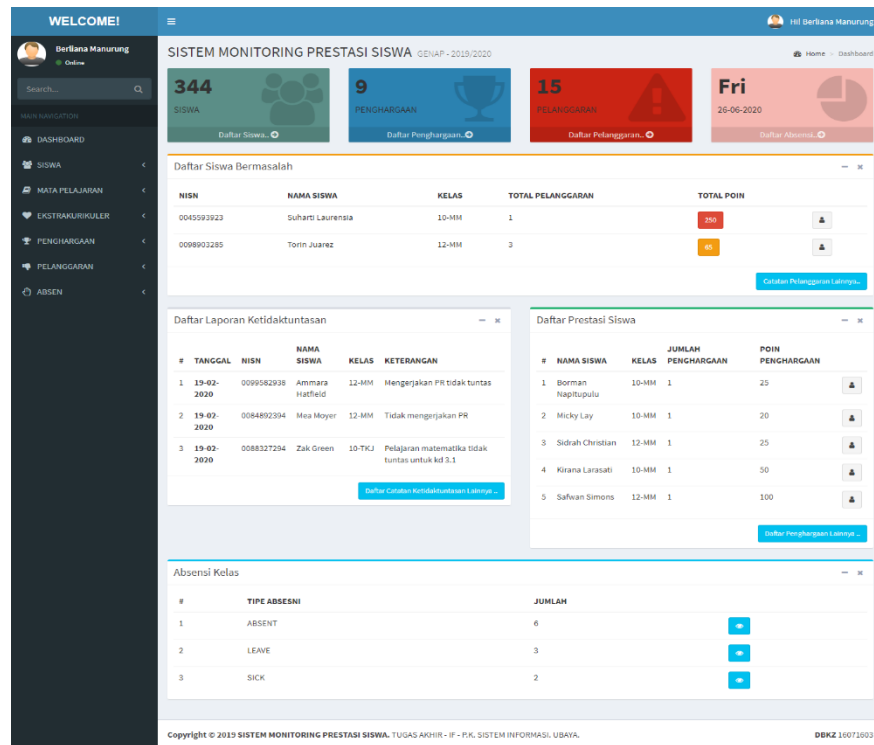 WELCOME!
Hi! Berliana Manurung
Berliana Manurung
Online
Search...
MAIN NAVIGATION
DASHBOARD
SISWA
MATA PELAJARAN
EKSTRAKURIKULER
PENGHARGAAN
PELANGGARAN
ABSEN
SISTEM MONITORING PRESTASI SISWA GENAP - 2019/2020
Home > Dashboard
344
SISWA
Daftar Siswa..
9
PENGHARGAAN
Daftar Penghargaan..
15
PELANGGARAN
Daftar Pelanggaran..
Fri
26-06-2020
Daftar Absensi..
Daftar Siswa Bermasalah
NISN NAMA SISWA KELAS TOTAL PELANGGARAN TOTAL POIN
0045593923 Suharti Laurensia 10-MM 1 250
0098903285 Torin Juarez 12-MM 3 65
Catatan Pelanggaran Lainnya..
Daftar Laporan Ketidaktuntasan
# TANGGAL NISN NAMA SISWA KELAS KETERANGAN
1 19-02-2020 0099582938 Ammara Hatfield 12-MM Mengerjakan PR tidak tuntas
2 19-02-2020 0084892394 Mea Moyer 12-MM Tidak mengerjakan PR
3 19-02-2020 0088327294 Zak Green 10-TKJ Pelajaran matematika tidak tuntas untuk kd 3.1
Daftar Catatan Ketidaktuntasan Lainnya ..
Daftar Prestasi Siswa
# NAMA SISWA KELAS JUMLAH PENGHARGAAN POIN PENGHARGAAN
1 Borman Napitupulu 10-MM 1 25
2 Micky Lay 10-MM 1 20
3 Sidrah Christian 12-MM 1 25
4 Kirana Larasati 10-MM 1 50
5 Safwan Simons 12-MM 1 100
Daftar Penghargaan Lainnya ..
Absensi Kelas
# TIPE ABSESNI JUMLAH
1 ABSENT 6
2 LEAVE 3
3 SICK 2
Copyright © 2019 SISTEM MONITORING PRESTASI SISWA. TUGAS AKHIR - IF - P.K. SISTEM INFORMASI. UBAYA.
DBKZ 16071603